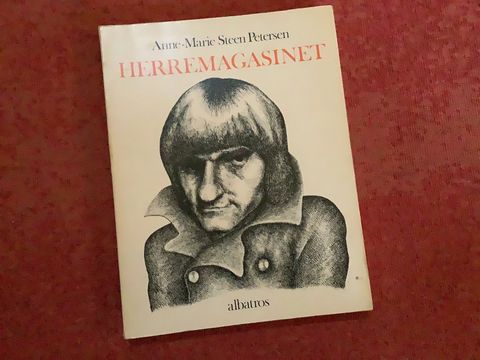 Anne-Marie Steen Petersen
HERREMAGASINET
albatros